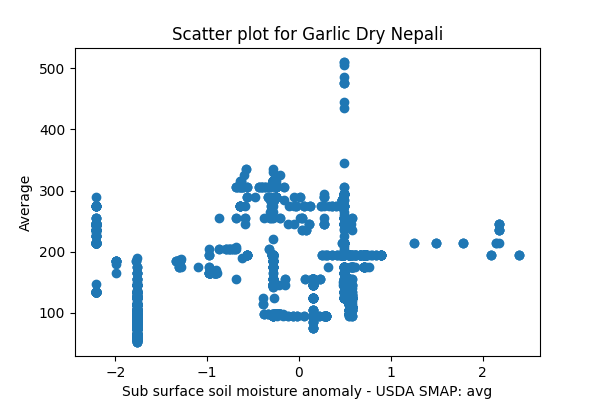 Scatter plot for Garlic Dry Nepali
500
400
300
200
100
Average
−2 −1 0 1 2
Sub surface soil moisture anomaly - USDA SMAP: avg